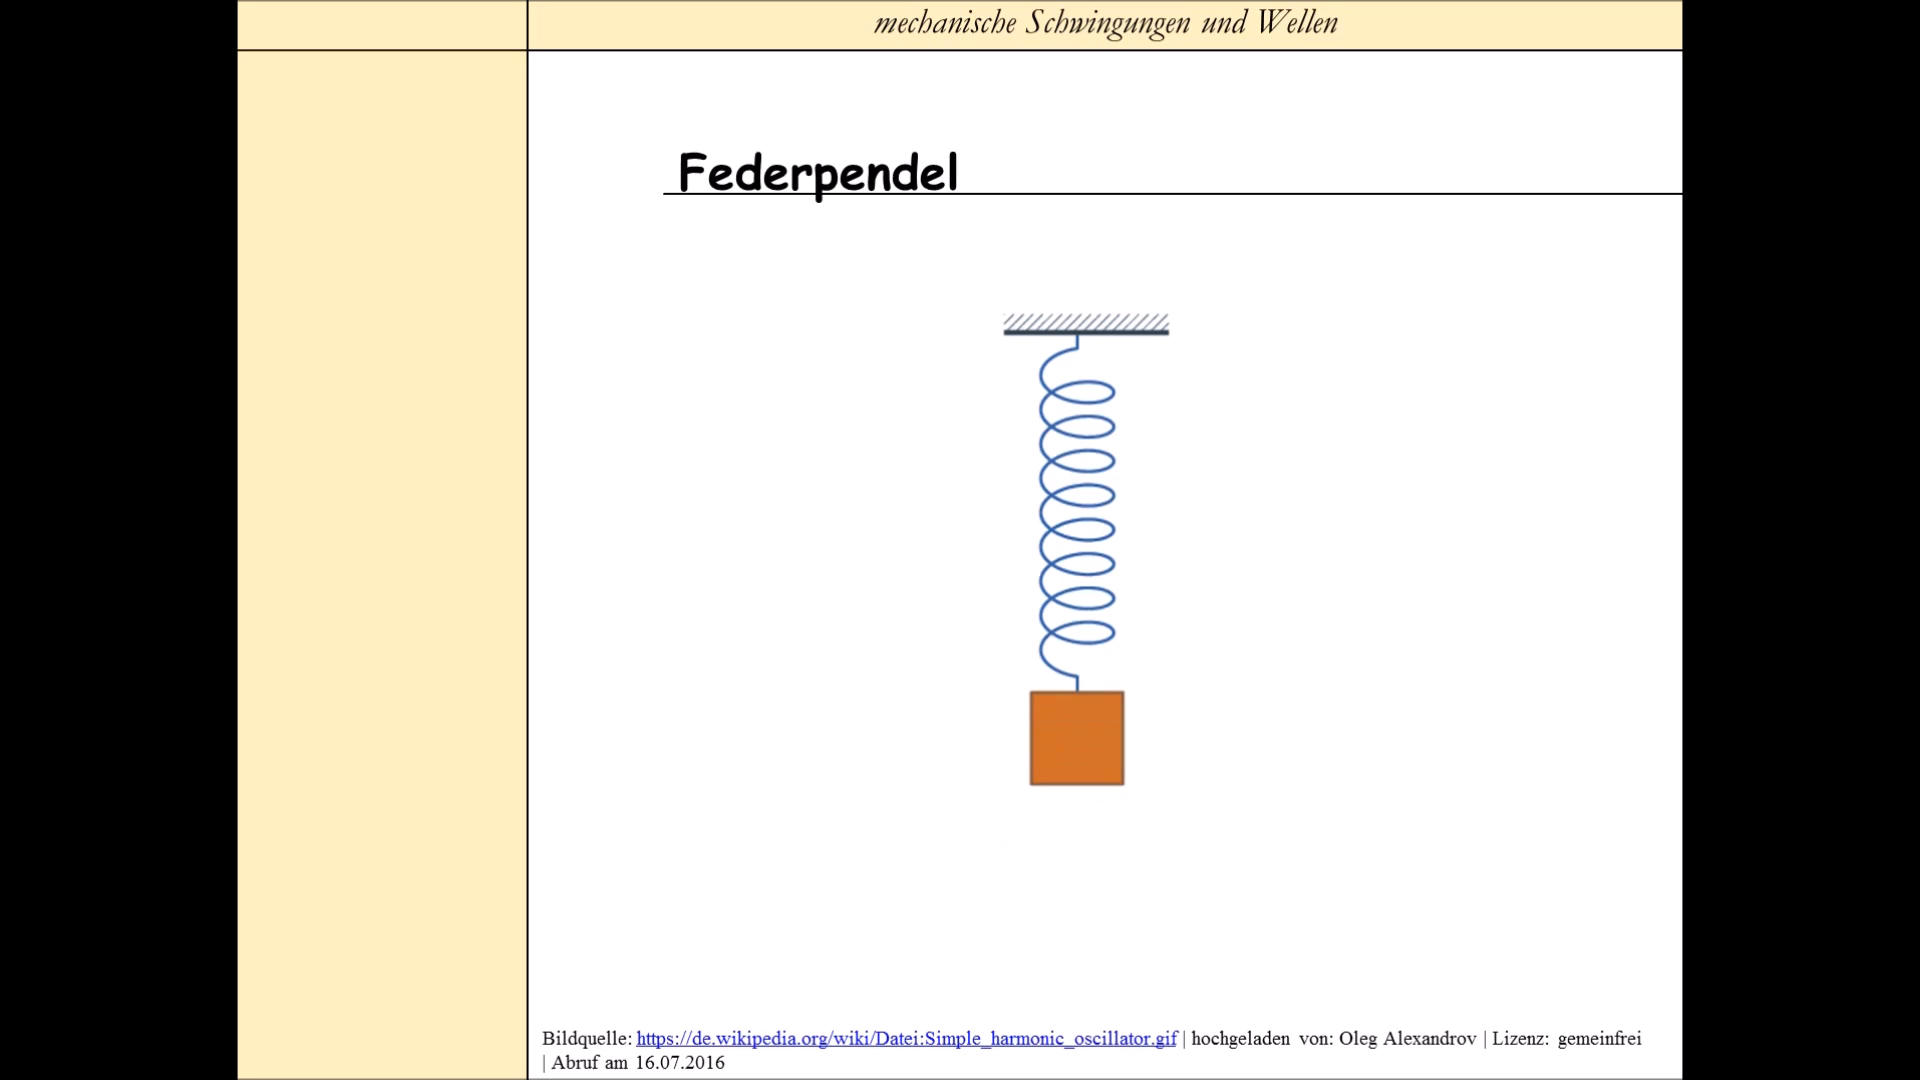 mechanische Schwingungen und Wellen
Federpendel
Bildquelle: https://de.wikipedia.org/wiki/Datei:Simple_harmonic_oscillator.gif | hochgeladen von: Oleg Alexandrov | Lizenz: gemeinfrei
| Abruf am 16.07.2016